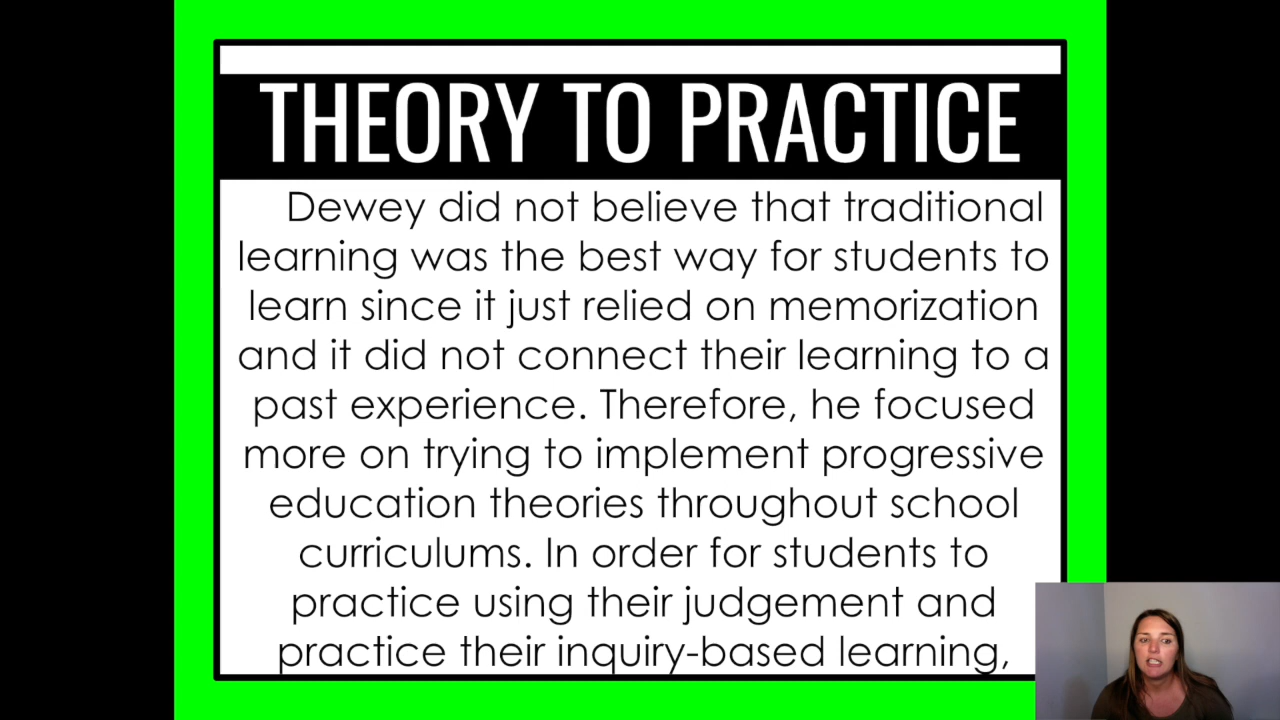 THEORY TO PRACTICE
Dewey did not believe that traditional
learning was the best way for students to
learn since it just relied on memorization
and it did not connect their learning to a
past experience. Therefore, he focused
more on trying to implement progressive
education theories throughout school
curriculums. In order for students to
practice using their judgement and
practice their inquiry-based learning,